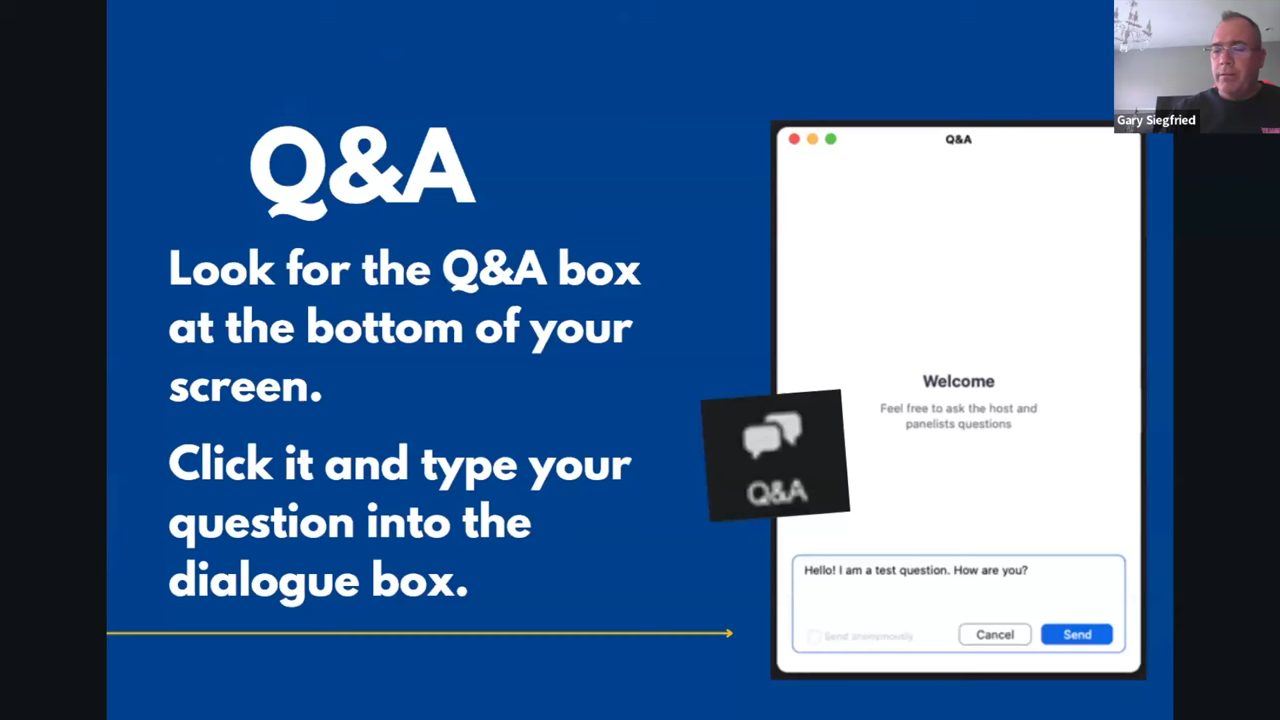 Gary Siegfried
Q&A
Look for the Q&A box
at the bottom of your
screen.
Click it and type your
question into the
dialogue box.
Q&A
Q&A
Welcome
Feel free to ask the host and
panelists questions
Hello! I am a test question. How are you?
Send anonymously
Cancel
Send